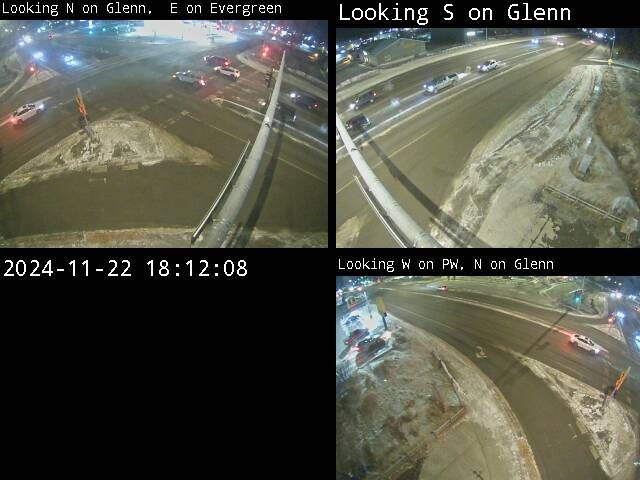 Looking N on Glenn,  E on Evergreen
Looking S on Glenn
2024-11-22 18:12:08
Looking W on PW, N on Glenn